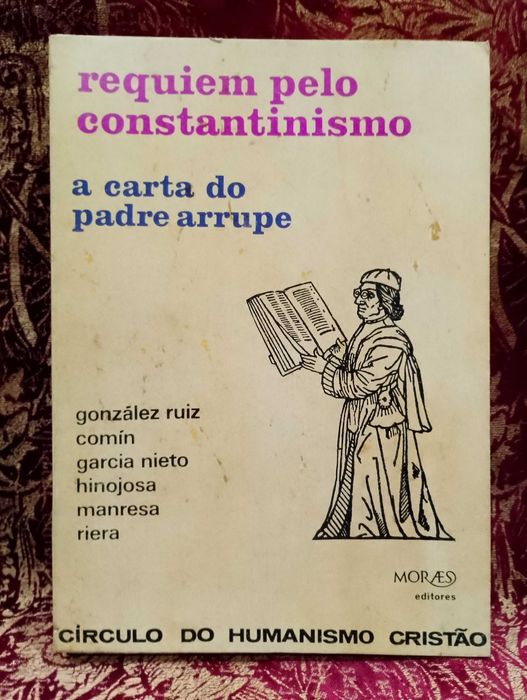 requiem pelo
constantinismo
a carta do
padre arrupe
gonzález ruiz
comín
garcia nieto
hinojosa
manresa
riera
MORÆS
editores
CÍRCULO DO HUMANISMO CRISTÃO